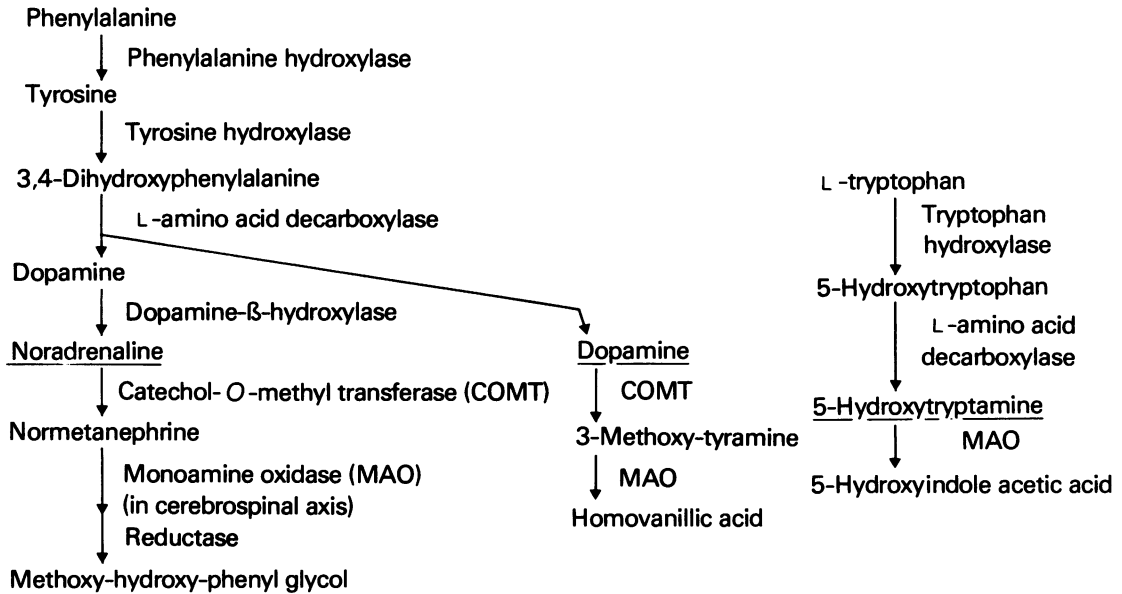 Phenylalanine
Phenylalanine hydroxylase
Tyrosine
Tyrosine hydroxylase
3,4-Dihydroxyphenylalanine
L-amino acid decarboxylase
Dopamine
Dopamine-ß-hydroxylase
Noradrenaline
Catechol-O-methyl transferase (COMT)
Normetanephrine
Monoamine oxidase (MAO)
(in cerebrospinal axis)
Reductase
Methoxy-hydroxy-phenyl glycol
Dopamine
COMT
3-Methoxy-tyramine
MAO
Homovanillic acid
L-tryptophan
Tryptophan
hydroxylase
5-Hydroxytryptophan
L-amino acid
decarboxylase
5-Hydroxytryptamine
MAO
5-Hydroxyindole acetic acid